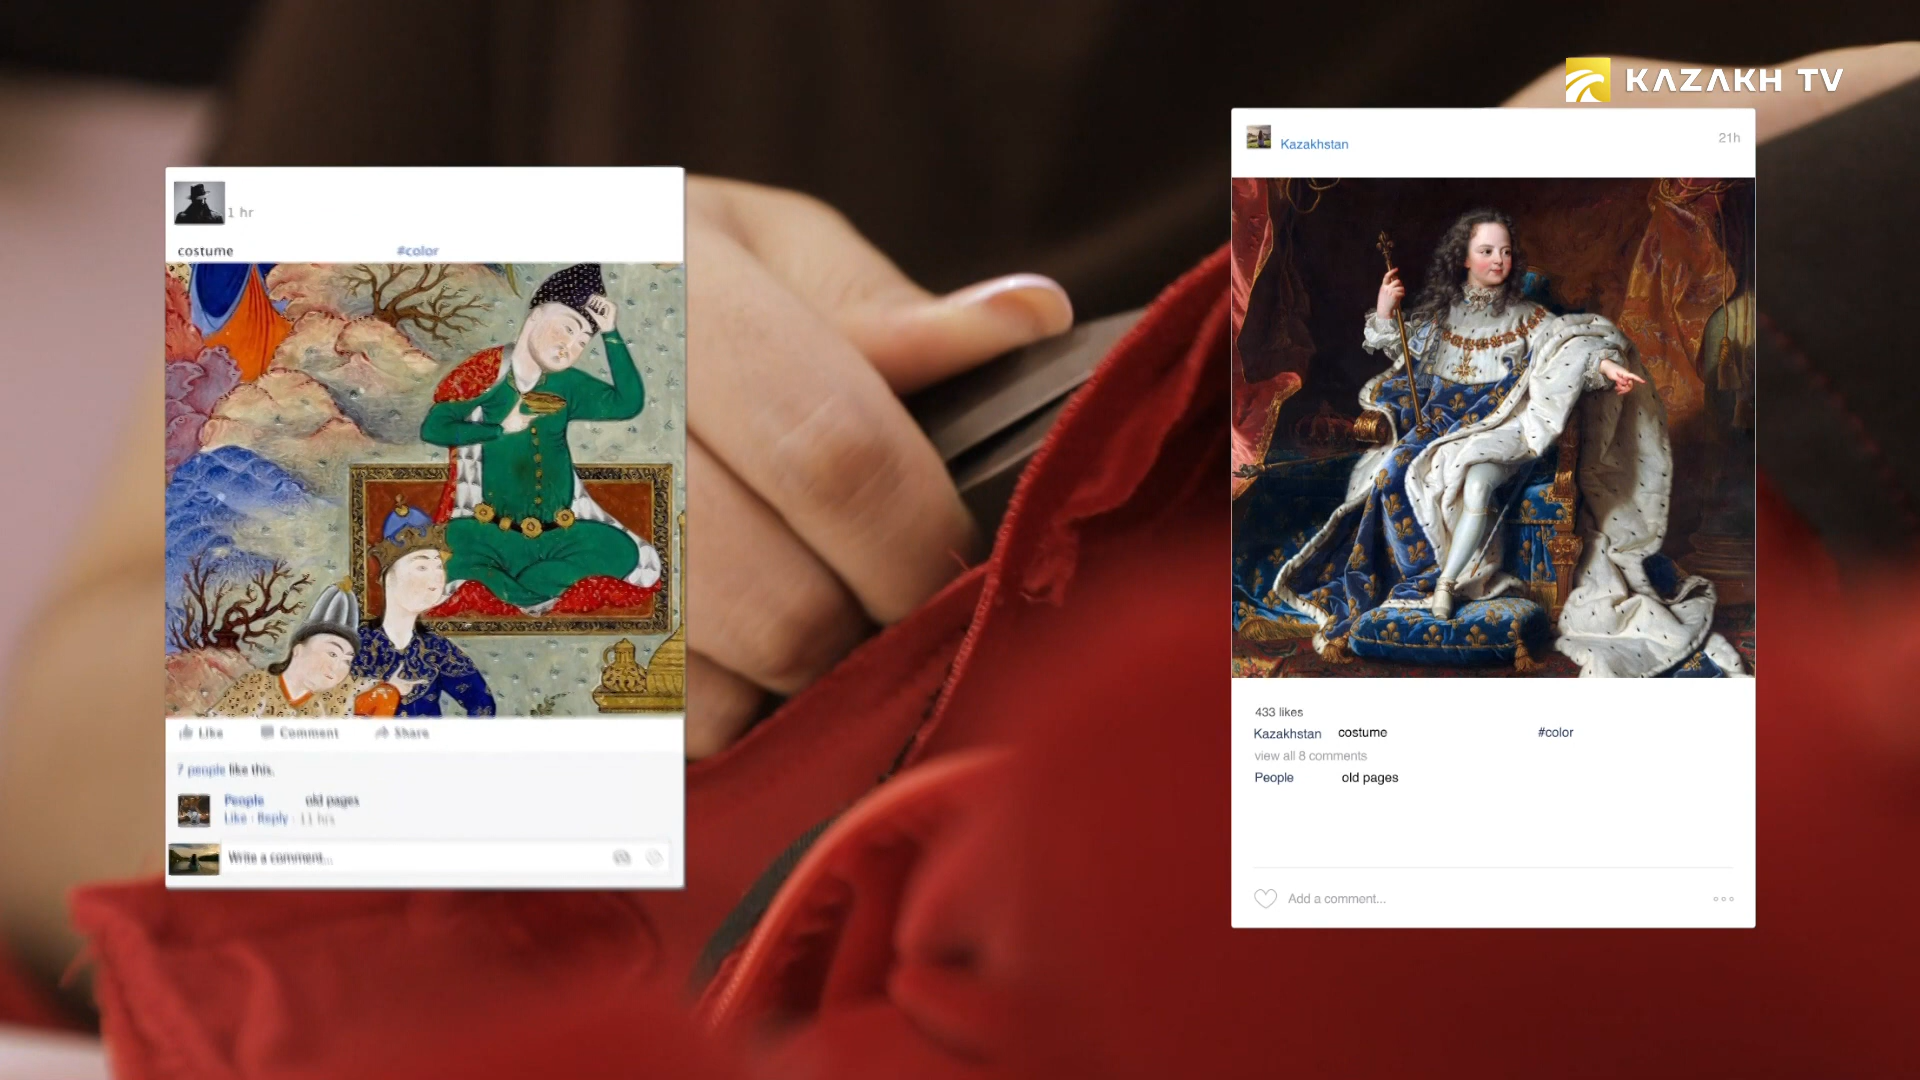 KAZAKH TV
1 hr
costume #color
Like Comment Share
7 people like this.
People old pages
Like · Reply · 11 hrs
Write a comment...
Kazakhstan 21h
433 likes
Kazakhstan costume #color
view all 8 comments
People old pages
Add a comment...